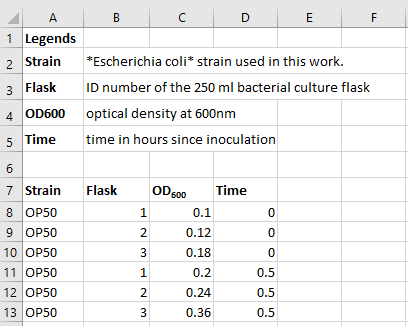 A B C D E F
1 Legends
2 Strain *Escherichia coli* strain used in this work.
3 Flask ID number of the 250 ml bacterial culture flask
4 OD600 optical density at 600nm
5 Time time in hours since inoculation
6
7 Strain Flask OD600 Time
8 OP50 1 0.1 0
9 OP50 2 0.12 0
10 OP50 3 0.18 0
11 OP50 1 0.2 0.5
12 OP50 2 0.24 0.5
13 OP50 3 0.36 0.5